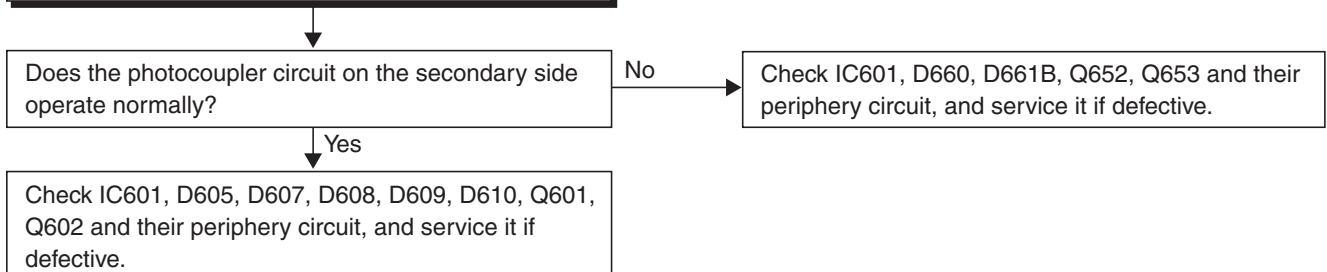 Does the photocoupler circuit on the secondary side
operate normally?
No
Check IC601, D660, D661B, Q652, Q653 and their
periphery circuit, and service it if defective.
Yes
Check IC601, D605, D607, D608, D609, D610, Q601,
Q602 and their periphery circuit, and service it if
defective.